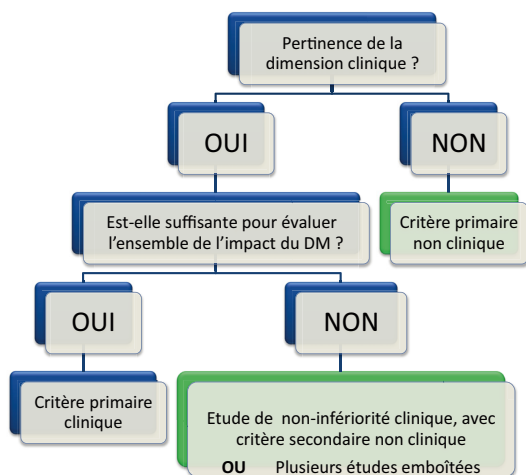 Pertinence de la
dimension clinique ?
OUI
NON
Est-elle suffisante pour évaluer
l'ensemble de l'impact du DM ?
Critère primaire
non clinique
OUI
NON
Critère primaire
clinique
Etude de non-infériorité clinique, avec
critère secondaire non clinique
OU Plusieurs études emboîtées